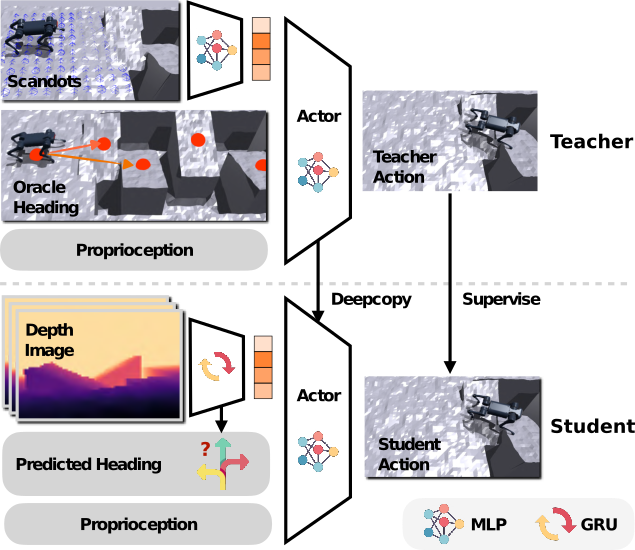 Scandots
Oracle
Heading
Proprioception
Actor
Teacher
Action
Teacher
Deepcopy
Supervise
Depth
Image
?
Predicted Heading
Proprioception
Actor
Student
Action
Student
MLP
GRU